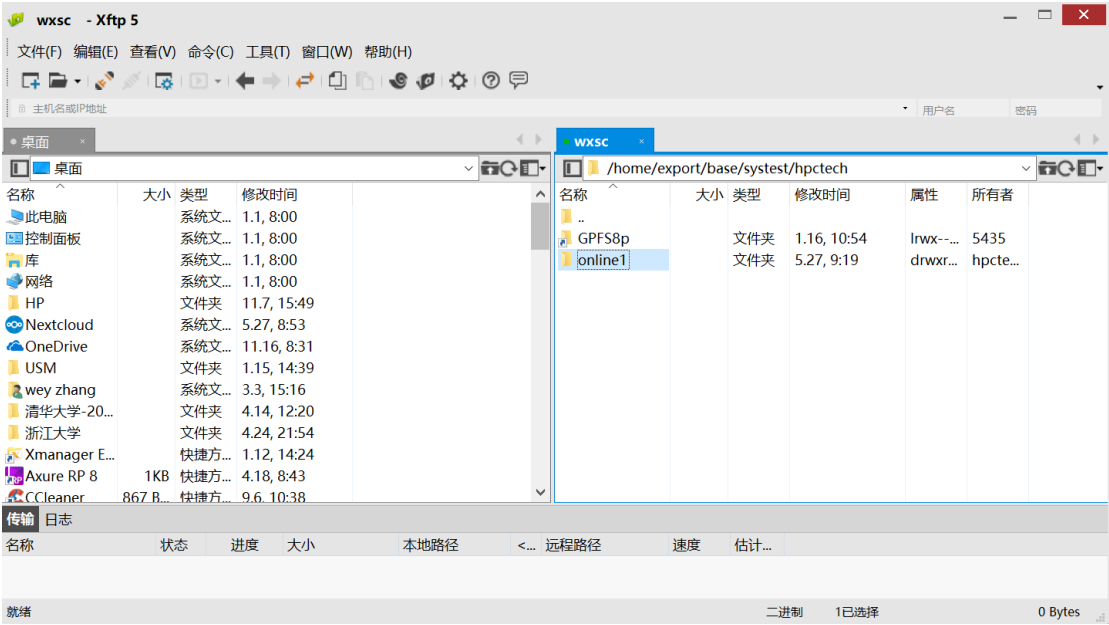 wxsc - Xftp 5
文件(F) 编辑(E) 查看(V) 命令(C) 工具(T) 窗口(W) 帮助(H)
主机名或IP地址 用户名 密码
桌面 ×
桌面
名称 大小 类型 修改时间
此电脑 系统文... 1.1, 8:00
控制面板 系统文... 1.1, 8:00
库 系统文... 1.1, 8:00
网络 系统文... 1.1, 8:00
HP 文件夹 11.7, 15:49
Nextcloud 系统文... 5.27, 8:53
OneDrive 系统文... 11.16, 8:31
USM 文件夹 1.15, 14:39
wey zhang 系统文... 3.3, 15:16
清华大学-20... 文件夹 4.14, 12:20
浙江大学 文件夹 4.24, 21:54
Xmanager E... 快捷方... 1.12, 14:24
Axure RP 8 1KB 快捷方... 4.18, 8:43
CCleaner 867 B... 快捷方... 9.6, 10:38
wxsc ×
/home/export/base/systest/hpctech
名称 大小 类型 修改时间 属性 所有者
..
GPFS8p 文件夹 1.16, 10:54 lrwx--... 5435
online1 文件夹 5.27, 9:19 drwxr... hpcte...
传输 日志
名称 状态 进度 大小 本地路径 <... 远程路径 速度 估计...
就绪 二进制 1已选择 0 Bytes